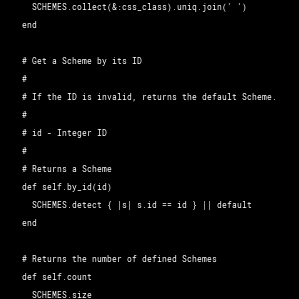 SCHEMES.collect(&:css_class).uniq.join(' ')
end
# Get a Scheme by its ID
#
# If the ID is invalid, returns the default Scheme.
#
# id - Integer ID
#
# Returns a Scheme
def self.by_id(id)
SCHEMES.detect { |s| s.id == id } || default
end
# Returns the number of defined Schemes
def self.count
SCHEMES.size